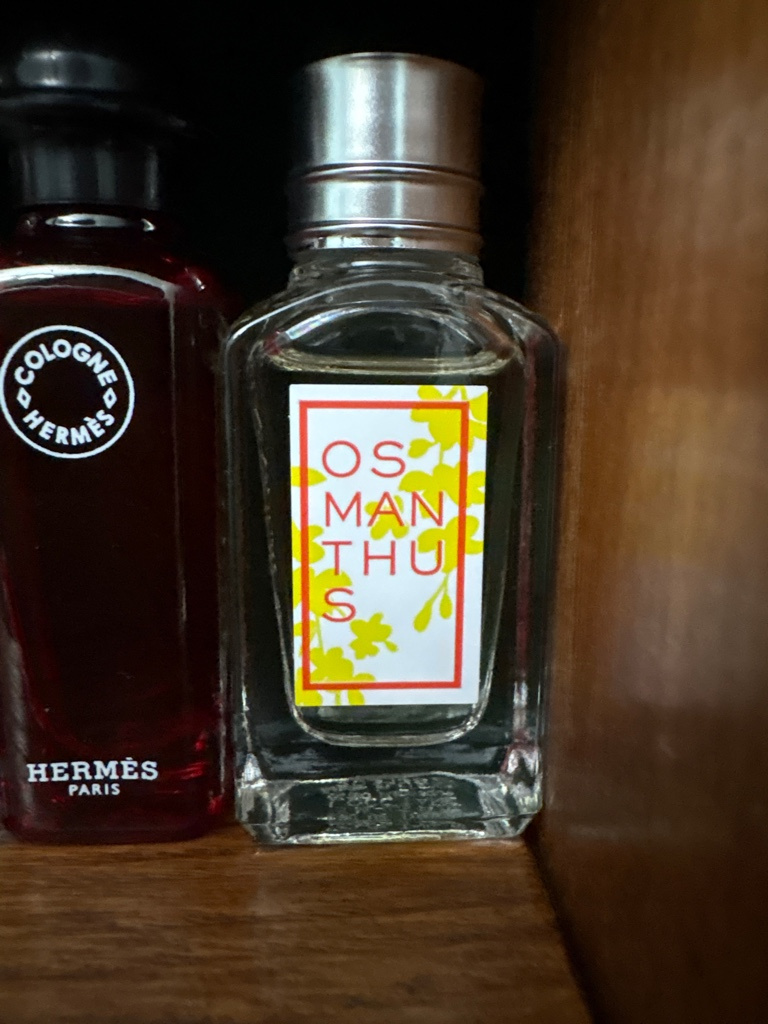 COLOGNE
HERMÈS
HERMÈS
PARIS
OS
MAN
THU
S